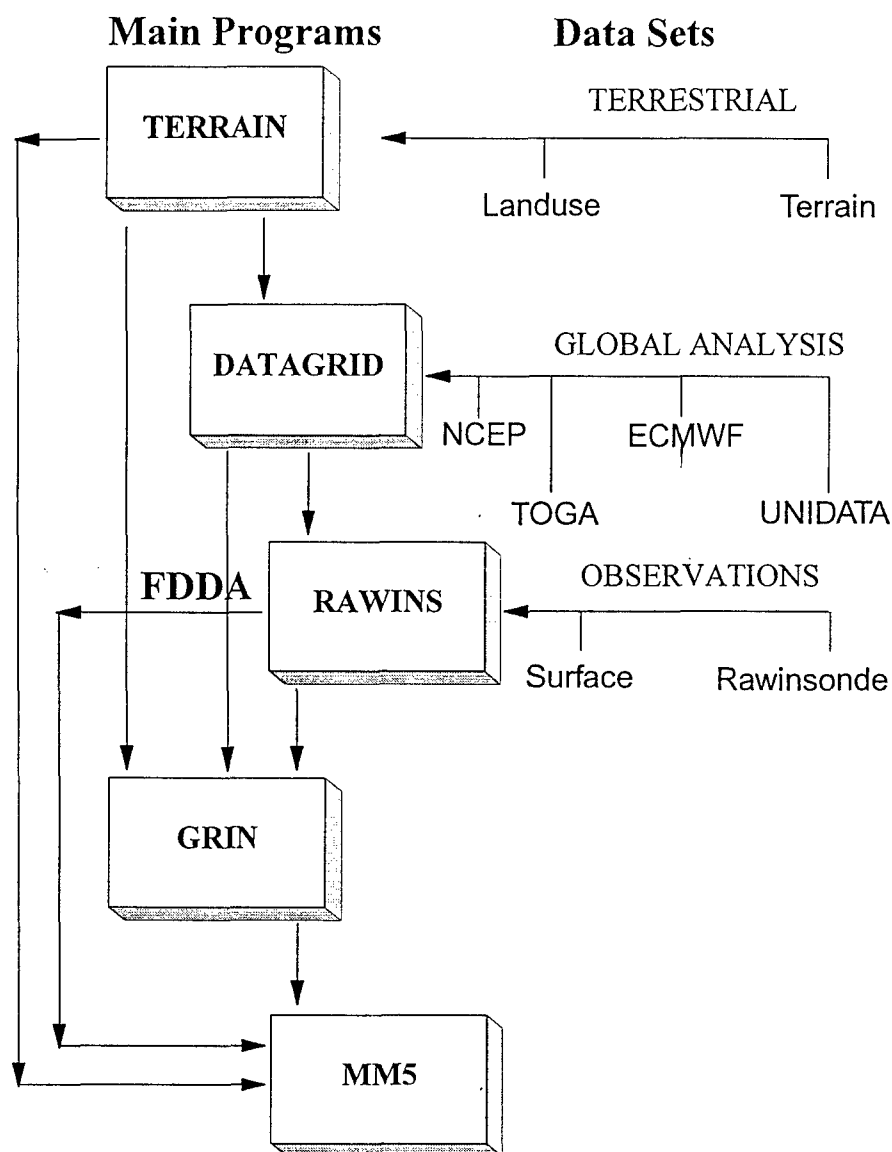 Main Programs
Data Sets
TERRAIN
TERRESTRIAL
Landuse
Terrain
DATAGRID
GLOBAL ANALYSIS
NCEP
ECMWF
TOGA
UNIDATA
FDDA
RAWINS
OBSERVATIONS
Surface
Rawinsonde
GRIN
MM5